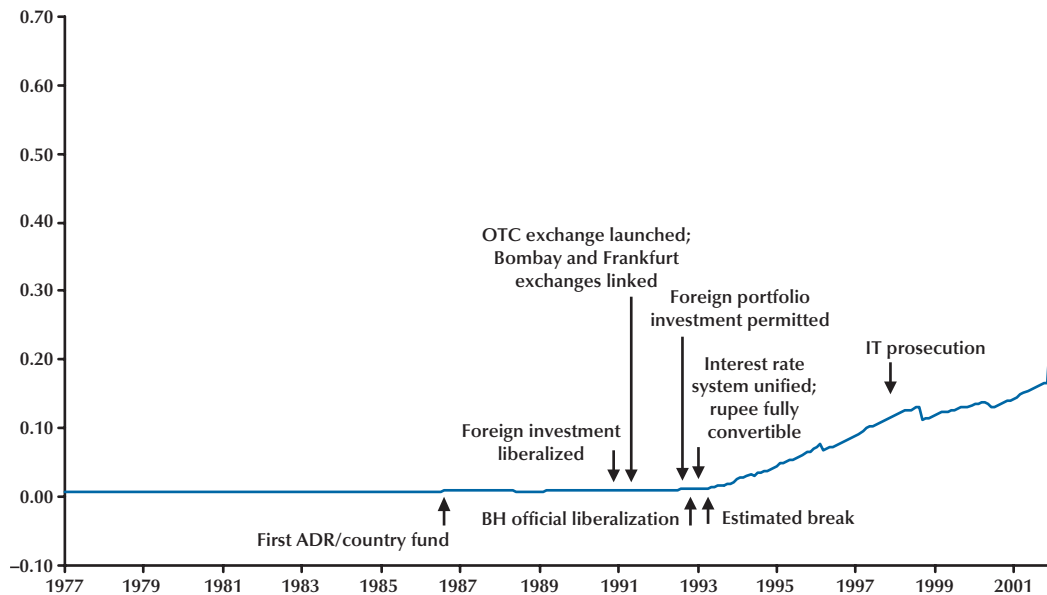 0.70
0.60
0.50
0.40
0.30
0.20
0.10
0.00
–0.10
OTC exchange launched;
Bombay and Frankfurt
exchanges linked
Foreign portfolio
investment permitted
IT prosecution
Interest rate
system unified;
rupee fully
convertible
Foreign investment
liberalized
BH official liberalization
Estimated break
First ADR/country fund
1977 1979 1981 1983 1985 1987 1989 1991 1993 1995 1997 1999 2001